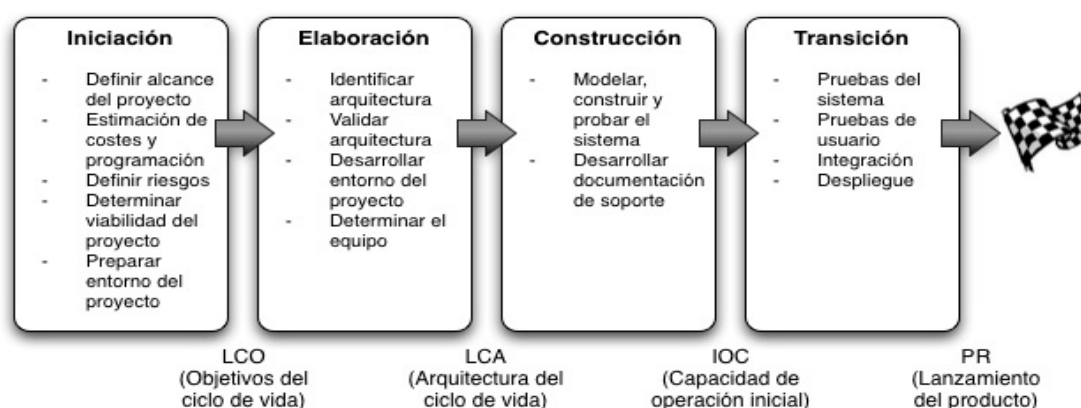 Iniciación
- Definir alcance
del proyecto
- Estimación de
costes y
programación
- Definir riesgos
- Determinar
viabilidad del
proyecto
- Preparar
entorno del
proyecto
Elaboración
- Identificar
arquitectura
- Validar
arquitectura
- Desarrollar
entorno del
proyecto
- Determinar el
equipo
Construcción
- Modelar,
construir y
probar el
sistema
- Desarrollar
documentación
de soporte
Transición
- Pruebas del
sistema
- Pruebas de
usuario
- Integración
- Despliegue
LCO
(Objetivos del
ciclo de vida)
LCA
(Arquitectura del
ciclo de vida)
IOC
(Capacidad de
operación inicial)
PR
(Lanzamiento
del producto)